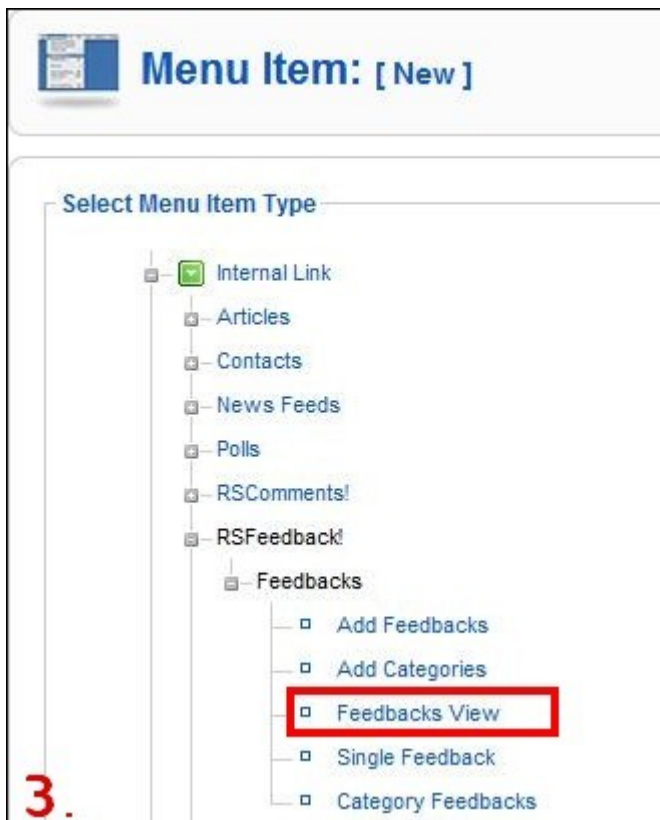 Menu Item: [ New ]
Select Menu Item Type
Internal Link
Articles
Contacts
News Feeds
Polls
RSComments!
RSFeedback!
Feedbacks
Add Feedbacks
Add Categories
Feedbacks View
Single Feedback
Category Feedbacks
3.